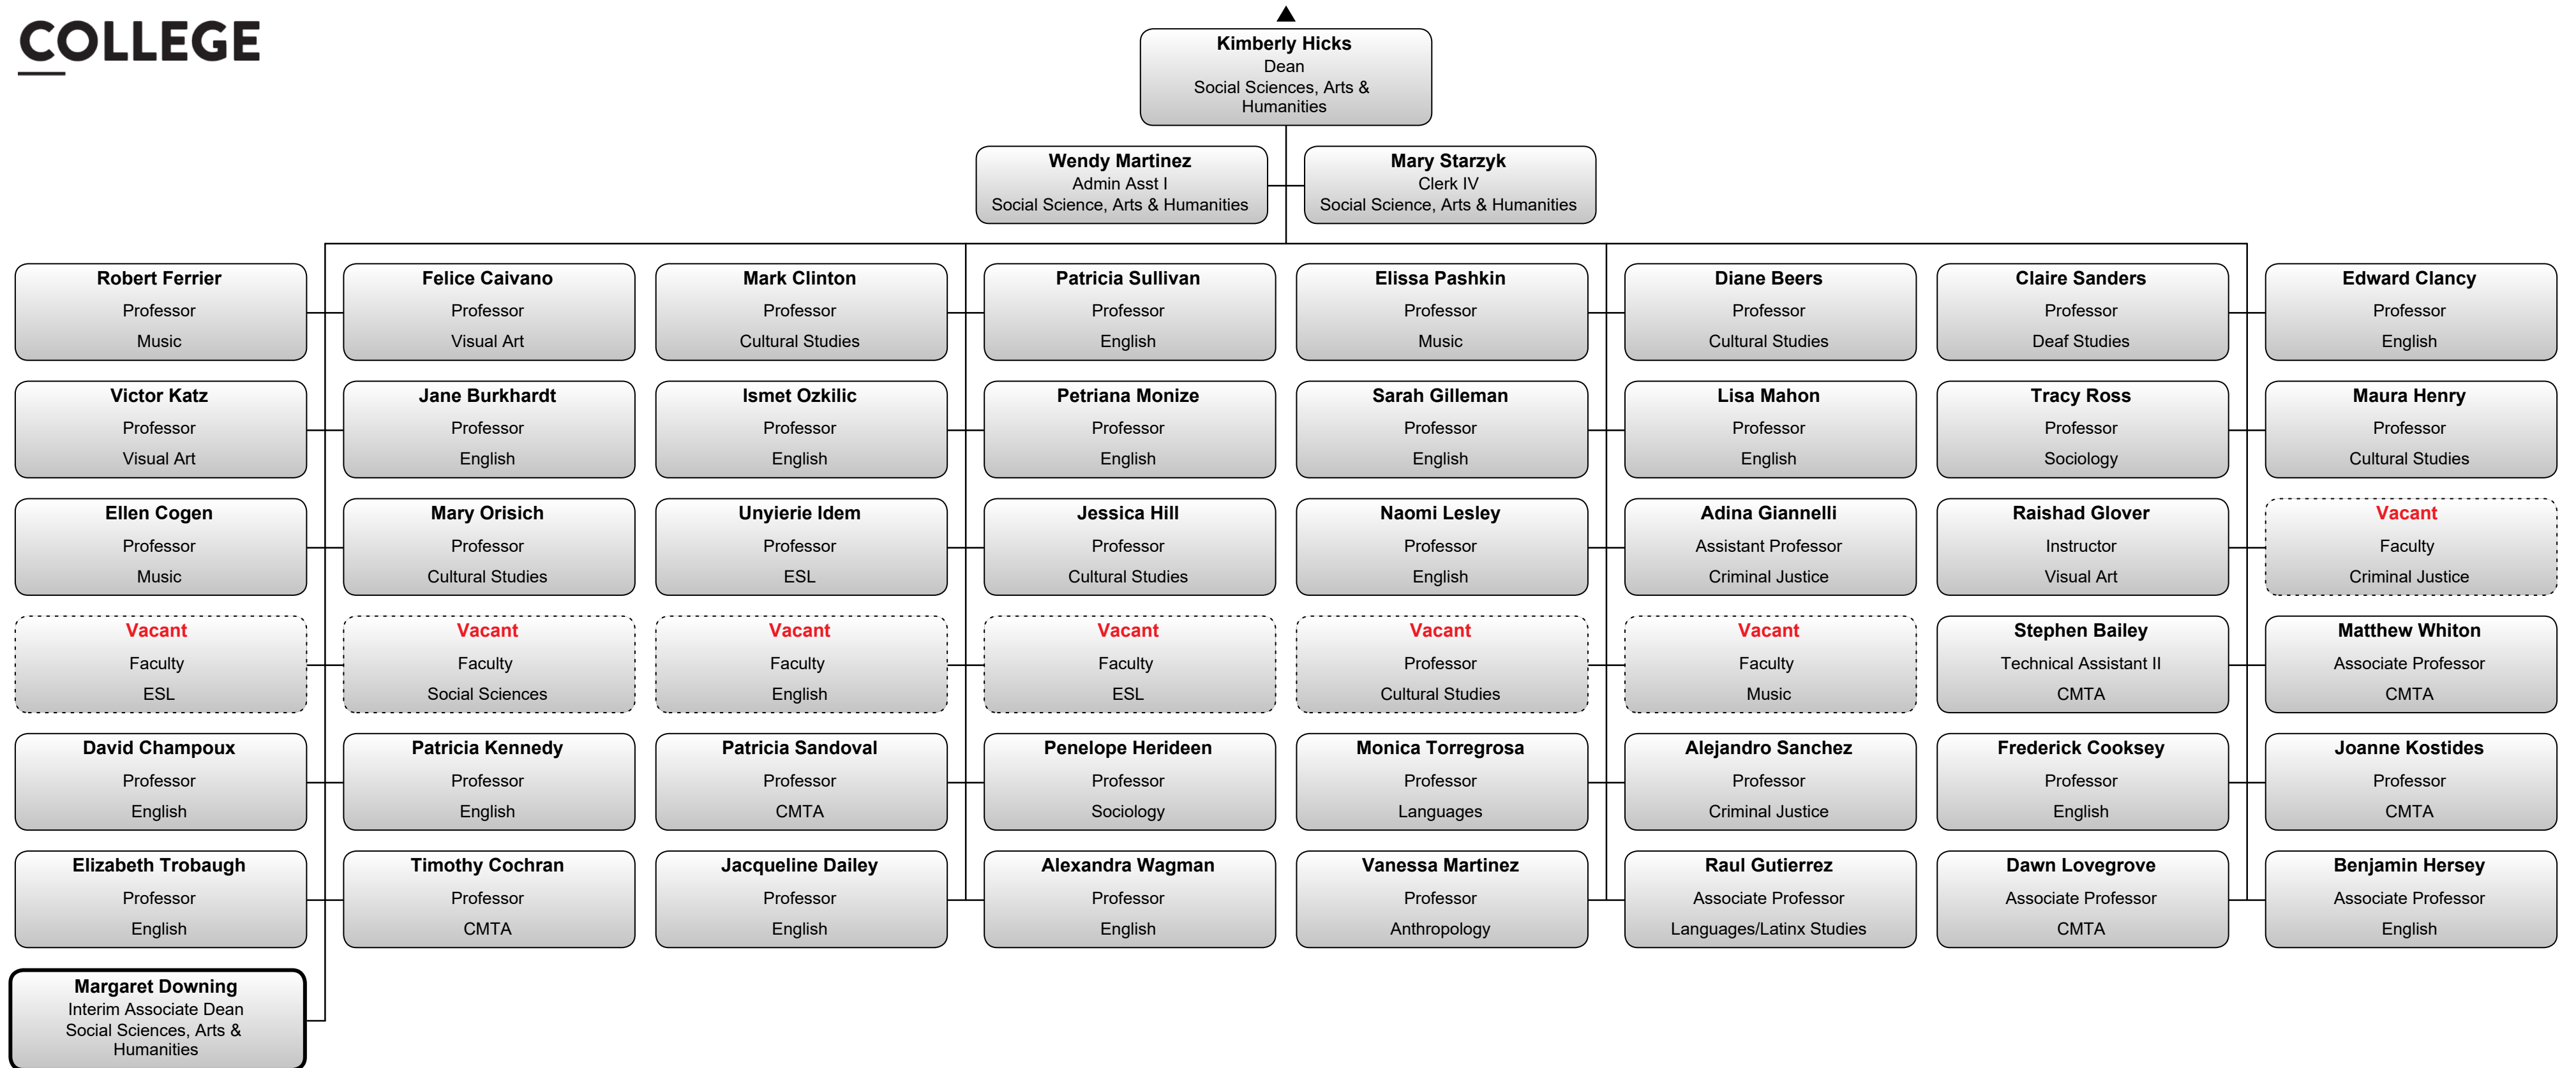 COLLEGE
Kimberly Hicks
Dean
Social Sciences, Arts &
Humanities
Wendy Martinez
Admin Asst I
Social Science, Arts & Humanities
Mary Starzyk
Clerk IV
Social Science, Arts & Humanities
Robert Ferrier
Professor
Music
Felice Caivano
Professor
Visual Art
Mark Clinton
Professor
Cultural Studies
Patricia Sullivan
Professor
English
Elissa Pashkin
Professor
Music
Diane Beers
Professor
Cultural Studies
Claire Sanders
Professor
Deaf Studies
Edward Clancy
Professor
English
Victor Katz
Professor
Visual Art
Jane Burkhardt
Professor
English
Ismet Ozkilic
Professor
English
Petriana Monize
Professor
English
Sarah Gilleman
Professor
English
Lisa Mahon
Professor
English
Tracy Ross
Professor
Sociology
Maura Henry
Professor
Cultural Studies
Ellen Cogen
Professor
Music
Mary Orisich
Professor
Cultural Studies
Unyierie Idem
Professor
ESL
Jessica Hill
Professor
Cultural Studies
Naomi Lesley
Professor
English
Adina Giannelli
Assistant Professor
Criminal Justice
Raishad Glover
Instructor
Visual Art
Vacant
Faculty
Criminal Justice
Vacant
Faculty
ESL
Vacant
Faculty
Social Sciences
Vacant
Faculty
English
Vacant
Faculty
ESL
Vacant
Professor
Cultural Studies
Vacant
Faculty
Music
Stephen Bailey
Technical Assistant II
CMTA
Matthew Whiton
Associate Professor
CMTA
David Champoux
Professor
English
Patricia Kennedy
Professor
English
Patricia Sandoval
Professor
CMTA
Penelope Herideen
Professor
Sociology
Monica Torregrosa
Professor
Languages
Alejandro Sanchez
Professor
Criminal Justice
Frederick Cooksey
Professor
English
Joanne Kostides
Professor
CMTA
Elizabeth Trobaugh
Professor
English
Timothy Cochran
Professor
CMTA
Jacqueline Dailey
Professor
English
Alexandra Wagman
Professor
English
Vanessa Martinez
Professor
Anthropology
Raul Gutierrez
Associate Professor
Languages/Latinx Studies
Dawn Lovegrove
Associate Professor
CMTA
Benjamin Hersey
Associate Professor
English
Margaret Downing
Interim Associate Dean
Social Sciences, Arts &
Humanities